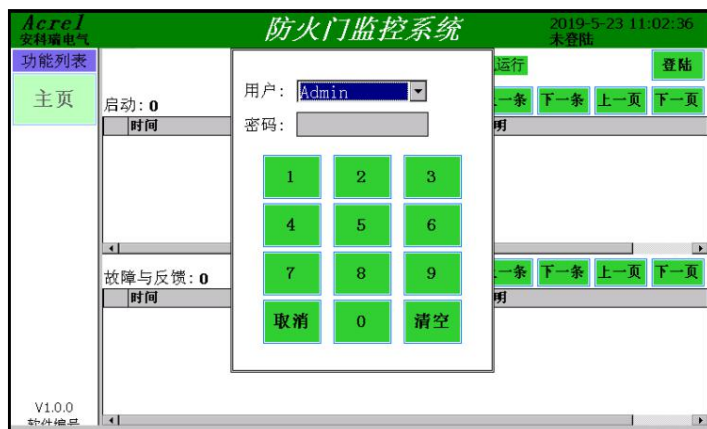 Acrel
安科瑞电气
防火门监控系统
2019-5-23 11:02:36
未登陆
功能列表
主页
运行
登陆
启动: 0
一条 下一条 上一页 下一页
时间
明
用户: Admin
密码:
1 2 3
4 5 6
7 8 9
取消 0 清空
故障与反馈: 0
一条 下一条 上一页 下一页
时间
明
V1.0.0
软件编号